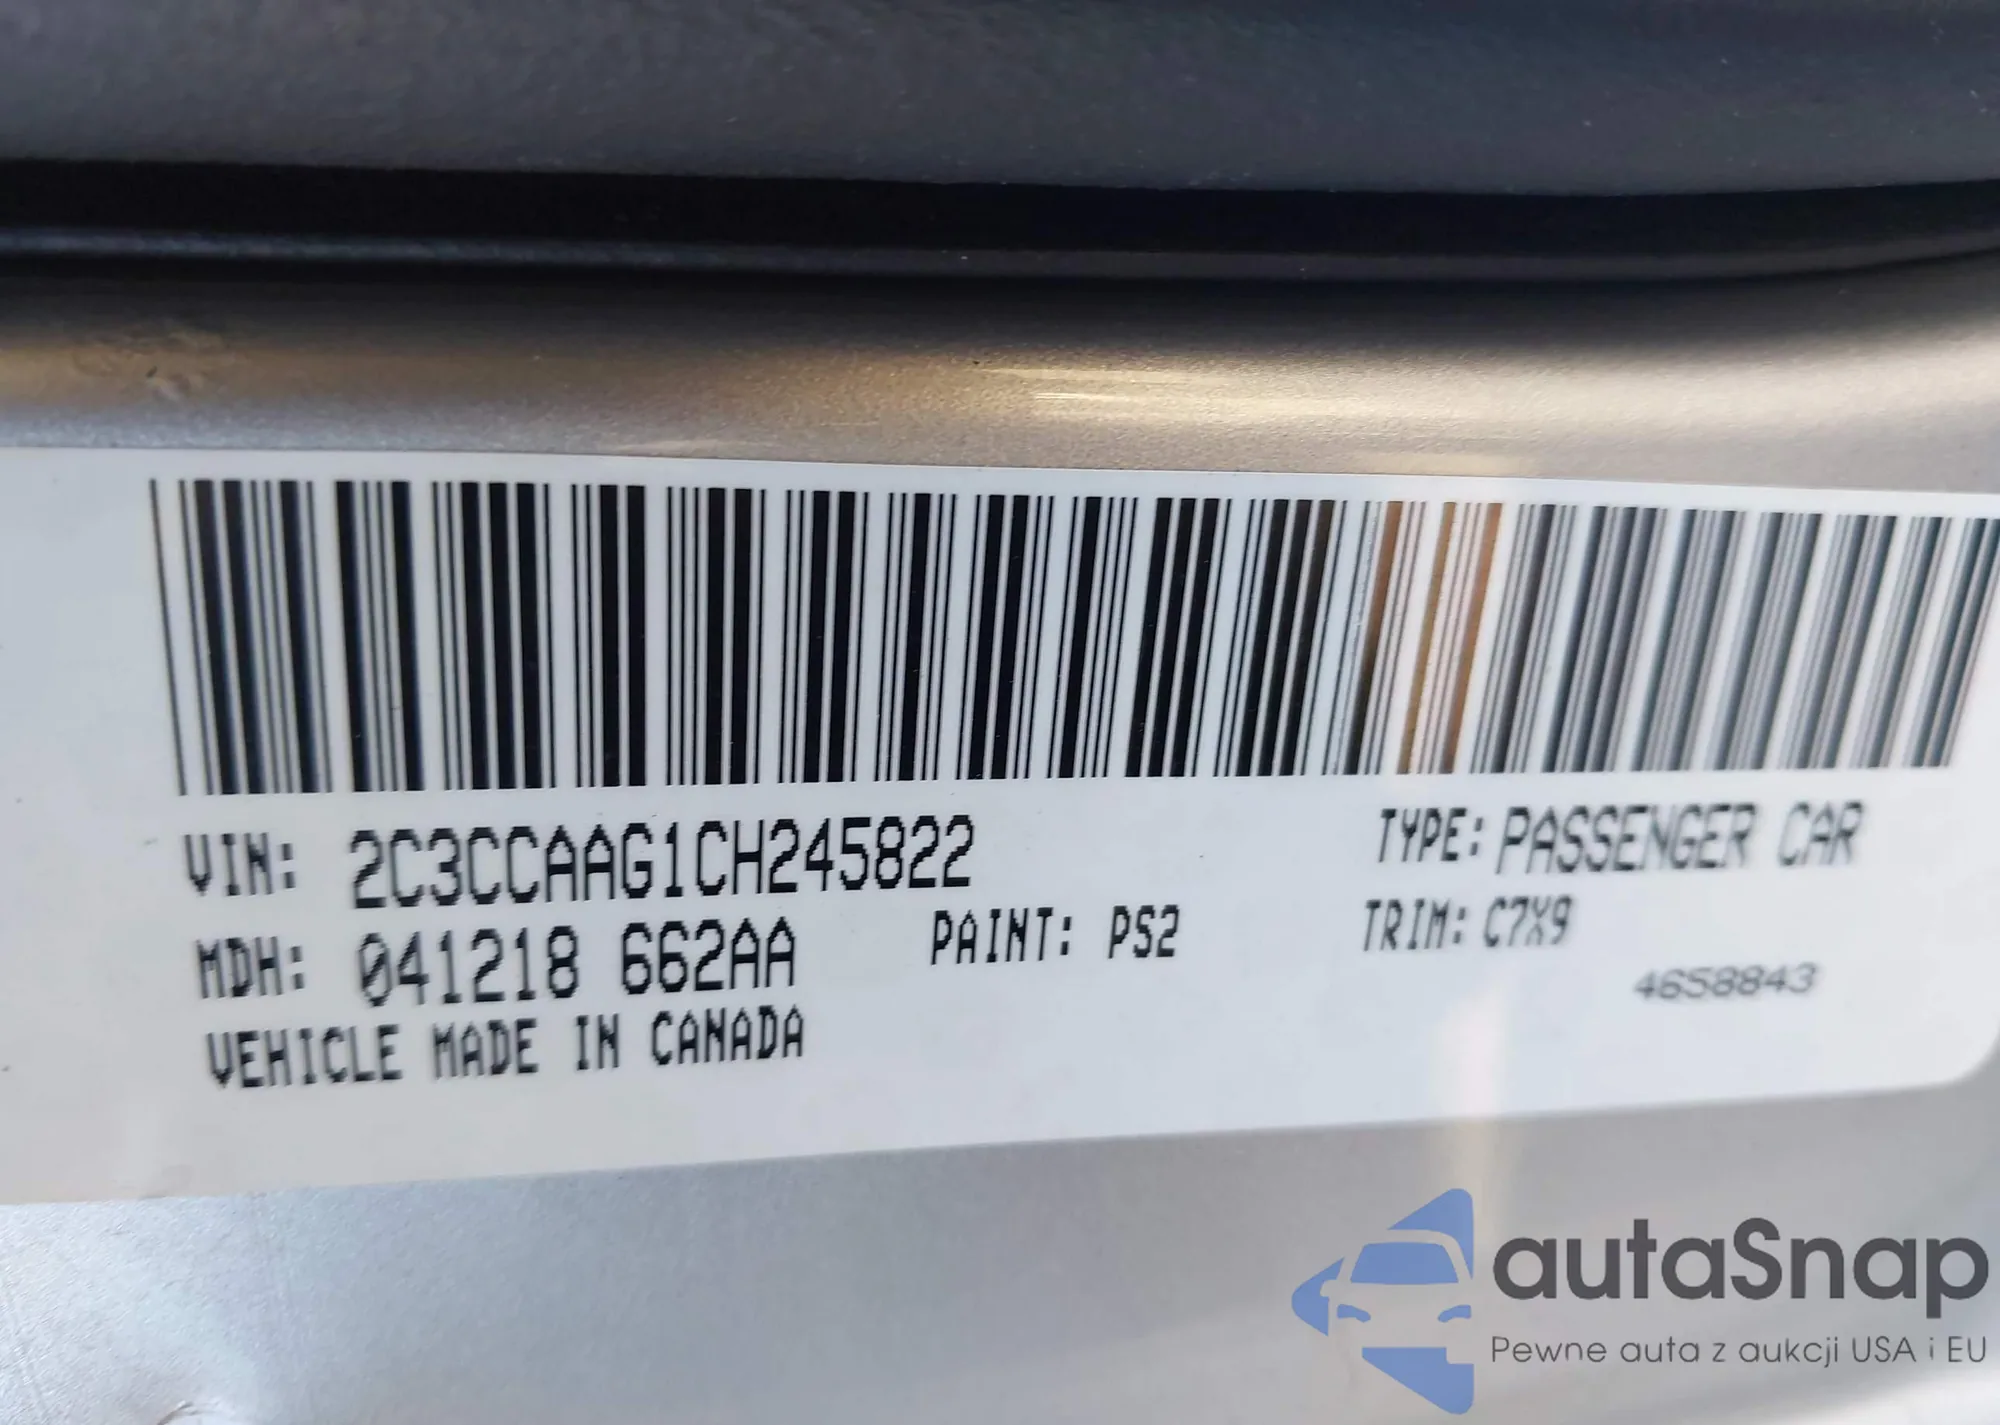 VIN: 2C3CCAAG1CH245822 TYPE: PASSENGER CAR
MDH: 041218 662AA PAINT: PS2 TRIM: C7X9
4658843
VEHICLE MADE IN CANADA
autaSnap
Pewne auta z aukcji USA i EU